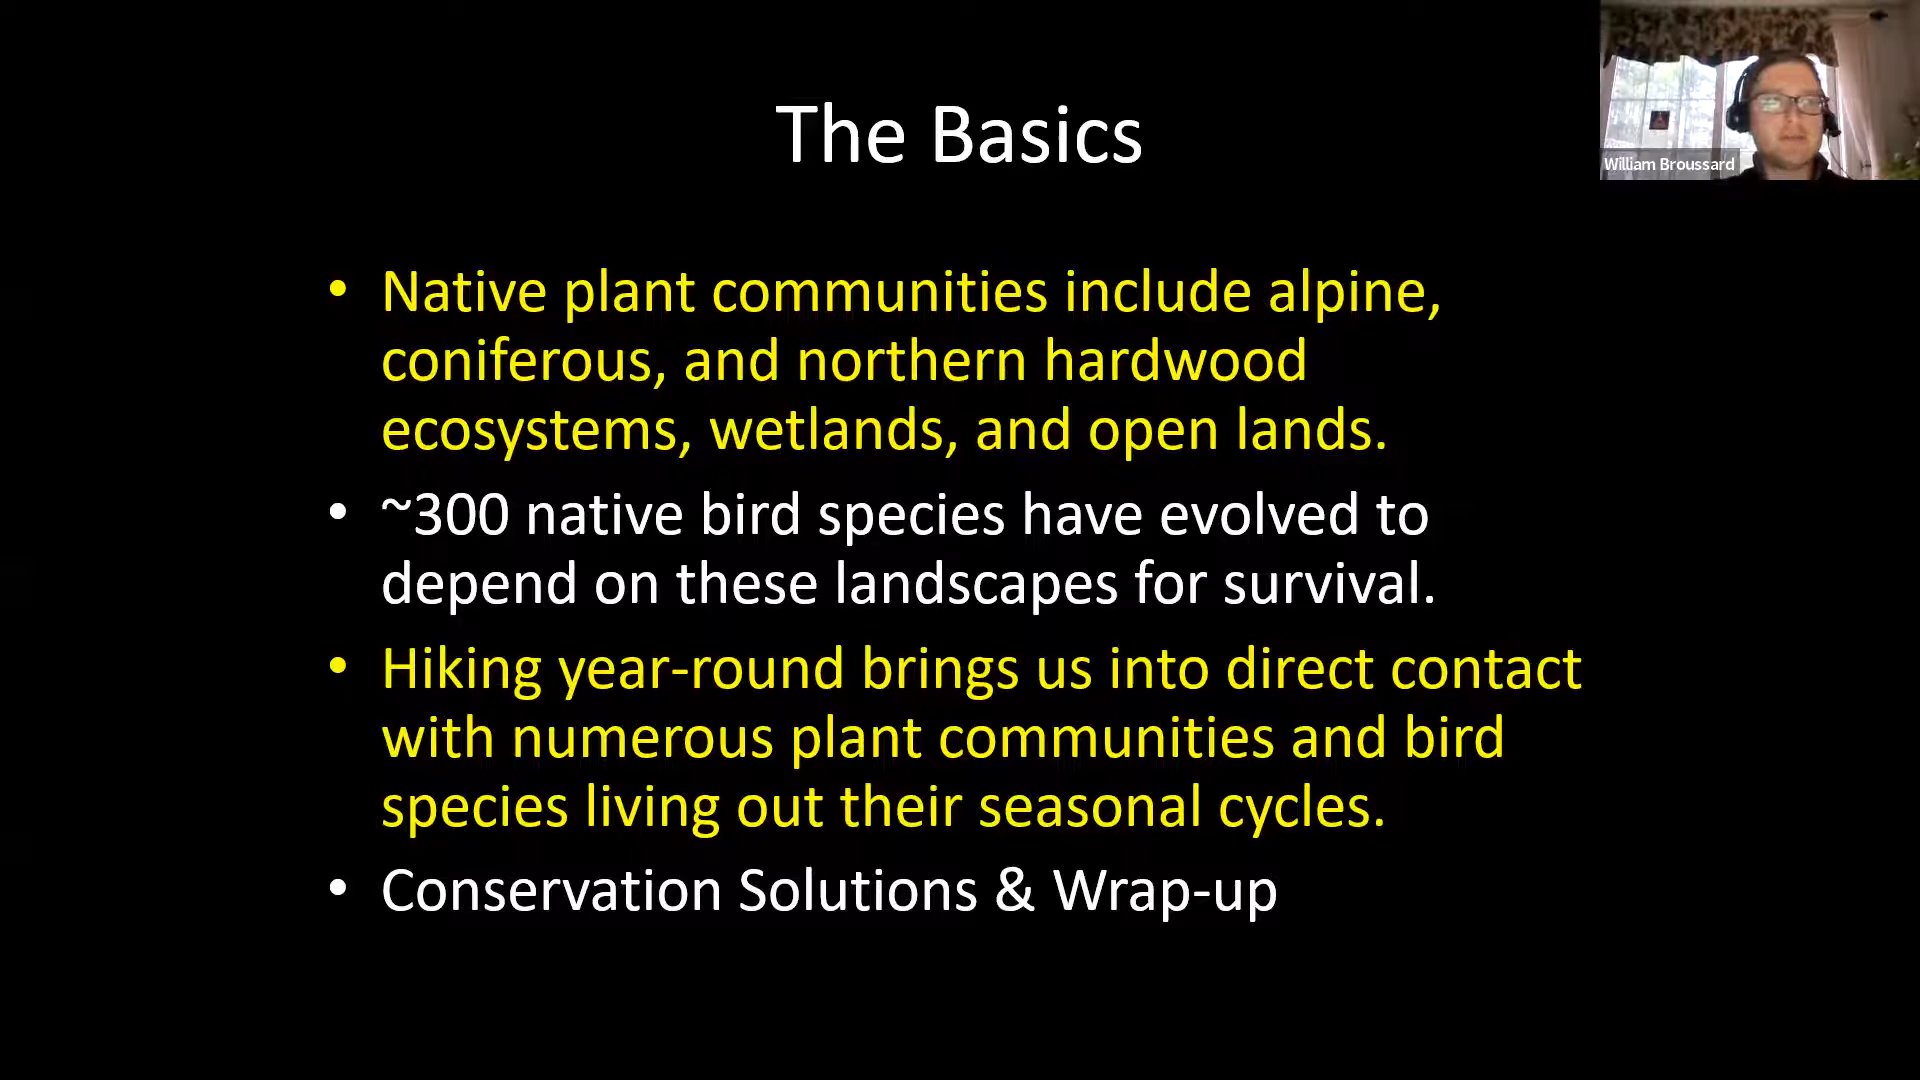 The Basics
William Broussard
• Native plant communities include alpine,
coniferous, and northern hardwood
ecosystems, wetlands, and open lands.
• ~300 native bird species have evolved to
depend on these landscapes for survival.
• Hiking year-round brings us into direct contact
with numerous plant communities and bird
species living out their seasonal cycles.
• Conservation Solutions & Wrap-up